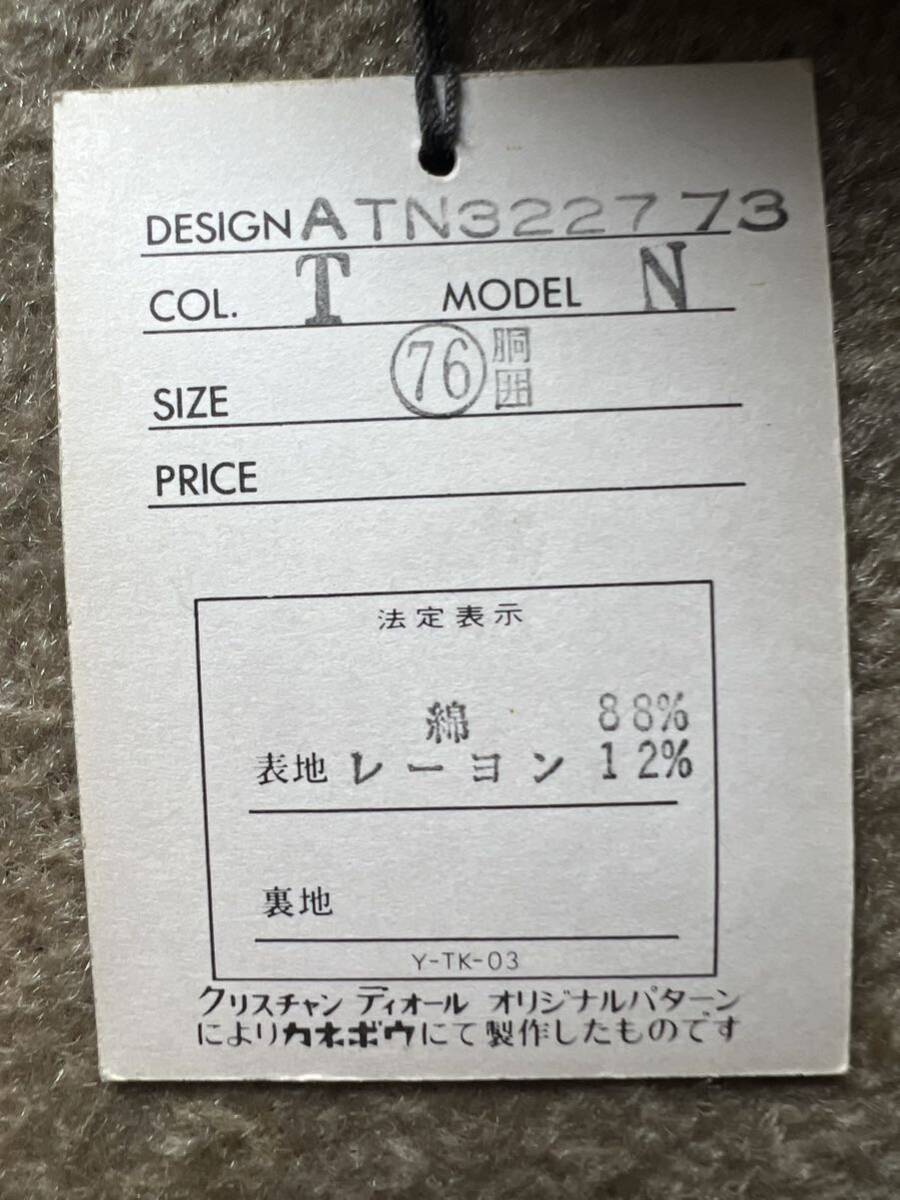 DESIGN ATN3227 73
COL. T MODEL N
SIZE 76 胴囲
PRICE
法定表示
綿 88%
表地 レーヨン 12%
裏地
Y-TK-03
クリスチャン ディオール オリジナルパターン
によりカネボウにて製作したものです